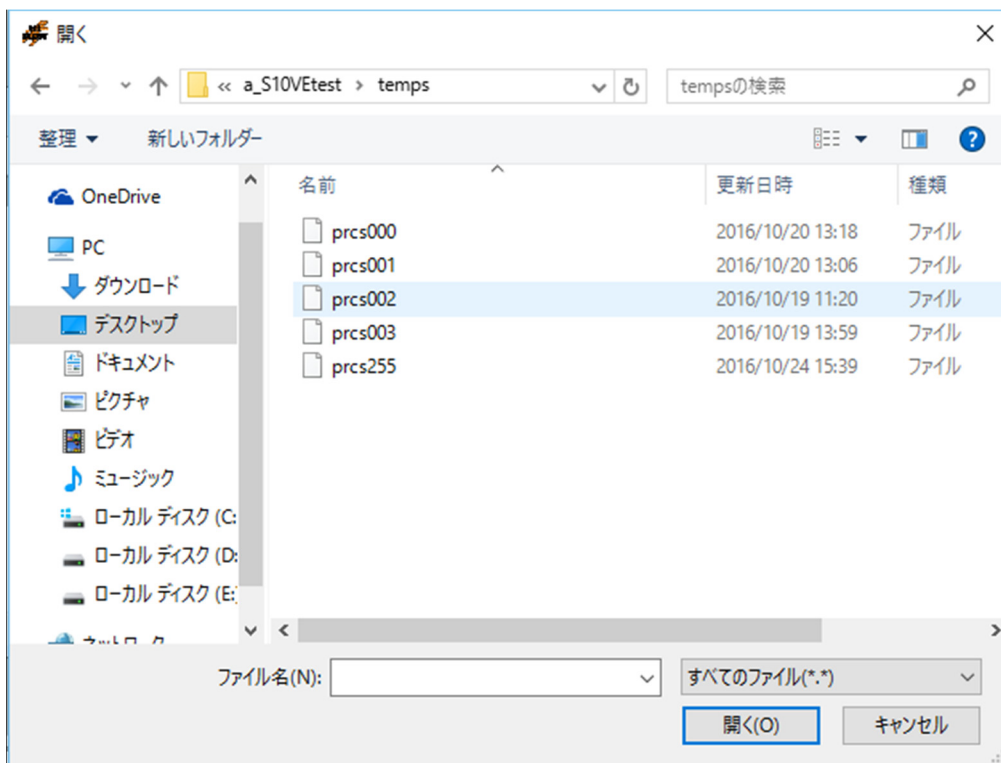 開く
« a_S10VEtest › temps
tempsの検索
整理
新しいフォルダー
OneDrive
PC
ダウンロード
デスクトップ
ドキュメント
ピクチャ
ビデオ
ミュージック
ローカル ディスク (C:
ローカル ディスク (D:
ローカル ディスク (E:
ネットワーク
名前 更新日時 種類
prcs000 2016/10/20 13:18 ファイル
prcs001 2016/10/20 13:06 ファイル
prcs002 2016/10/19 11:20 ファイル
prcs003 2016/10/19 13:59 ファイル
prcs255 2016/10/24 15:39 ファイル
ファイル名(N):
すべてのファイル(*.*)
開く(O)
キャンセル